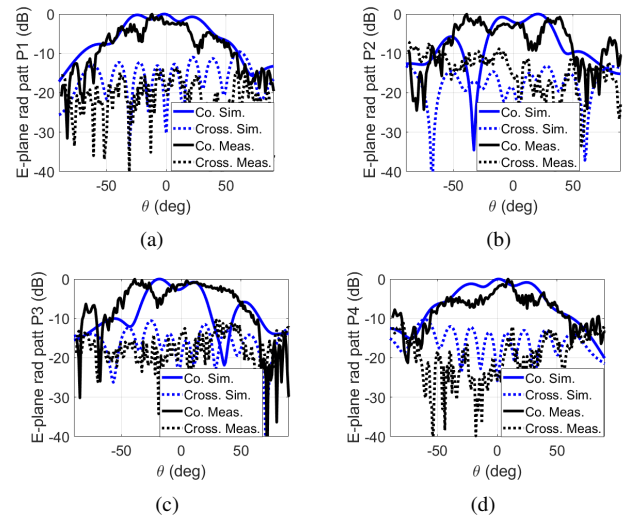 E-plane rad patt P1 (dB)
0
-10
-20
-30
-40
-50
0
50
θ (deg)
Co. Sim.
Cross. Sim.
Co. Meas.
Cross. Meas.
(a)
E-plane rad patt P2 (dB)
0
-10
-20
-30
-40
-50
0
50
θ (deg)
Co. Sim.
Cross. Sim.
Co. Meas.
Cross Meas.
(b)
E-plane rad patt P3 (dB)
0
-10
-20
-30
-40
-50
0
50
θ (deg)
Co. Sim.
Cross. Sim.
Co. Meas.
Cross. Meas.
(c)
E-plane rad patt P4 (dB)
0
-10
-20
-30
-40
-50
0
50
θ (deg)
Co. Sim.
Cross. Sim.
Co. Meas.
Cross. Meas.
(d)